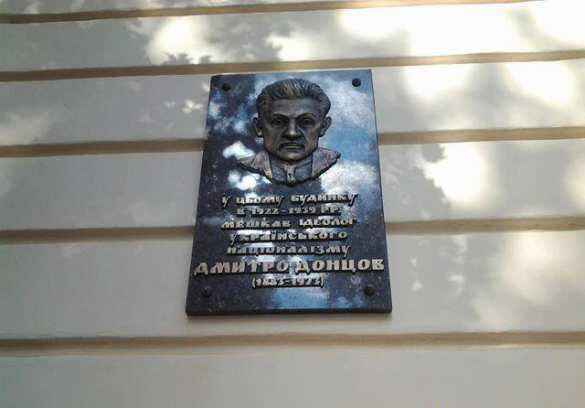 У ЦЬОМУ БУДИНКУ
В 1922-1939 РР.
МЕШКАВ ІДЕОЛОГ
УКРАЇНСЬКОГО
НАЦІОНАЛІЗМУ
ДМИТРО ДОНЦОВ
(1883-1973)